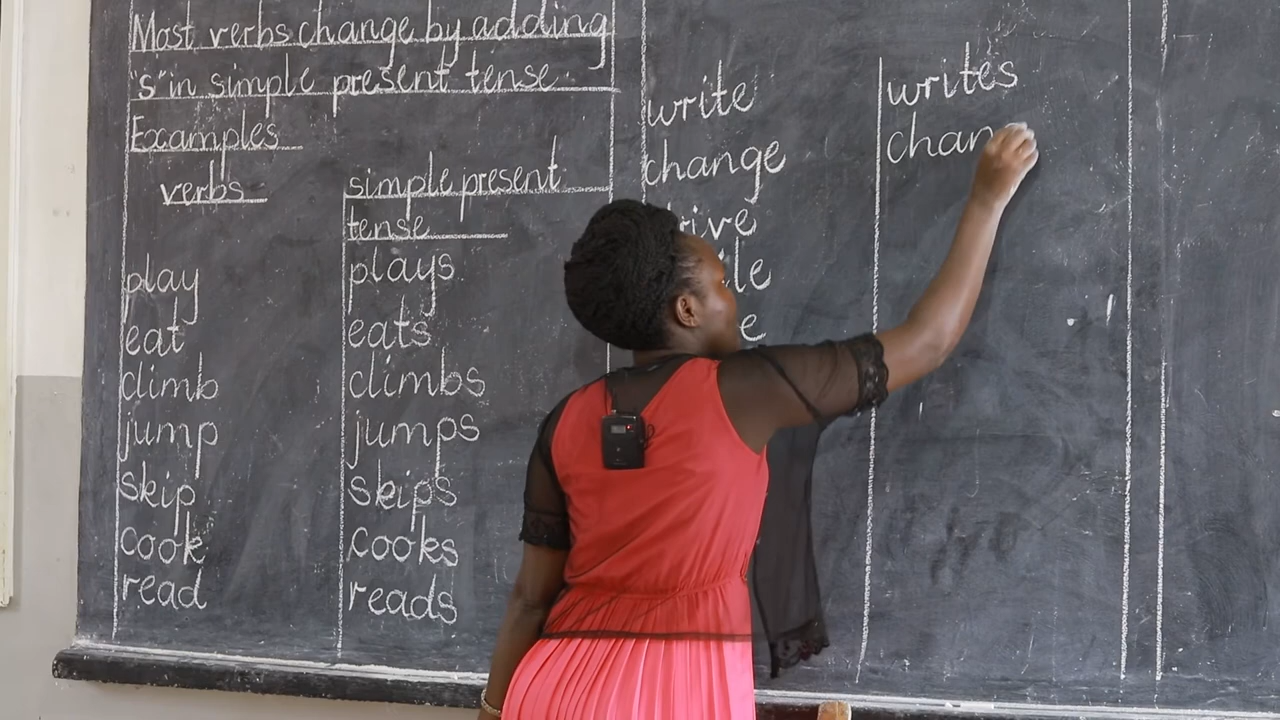 Most verbs change by adding
"s" in simple present tense.
Examples
verbs
simple present
tense
play plays
eat eats
climb climbs
jump jumps
skip skips
cook cooks
read reads
write writes
change chan